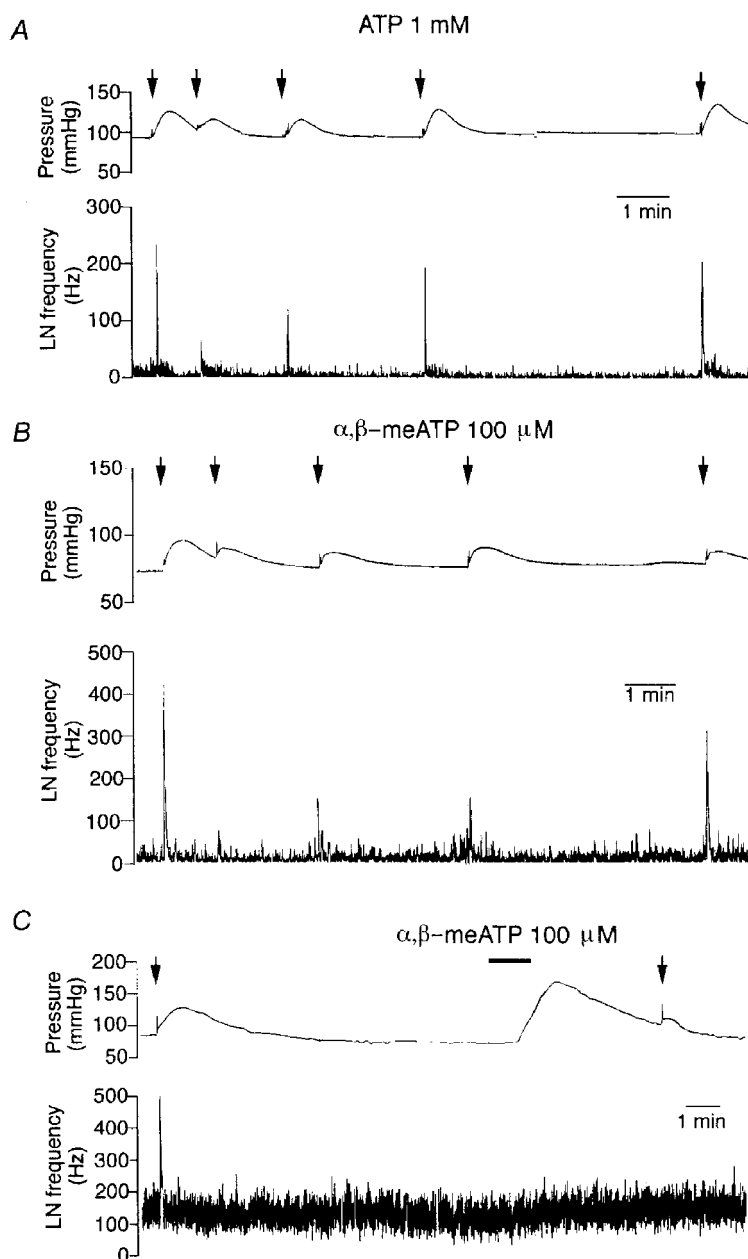 A
ATP 1 mM
Pressure
(mmHg)
150
100
50
1 min
LN frequency
(Hz)
300
200
100
0
B
α,β–meATP 100 μM
Pressure
(mmHg)
150
100
50
1 min
LN frequency
(Hz)
500
400
300
200
100
0
C
α,β–meATP 100 μM
Pressure
(mmHg)
200
150
100
50
1 min
LN frequency
(Hz)
500
400
300
200
100
0